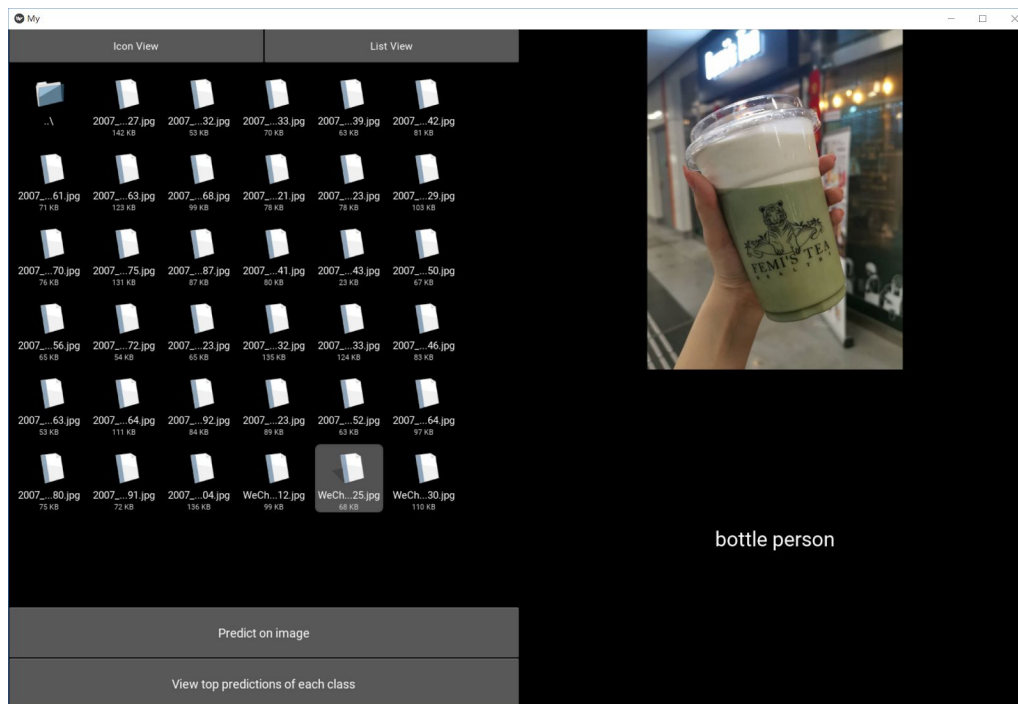 My
Icon View List View
..\ 2007_...27.jpg 2007_...32.jpg 2007_...33.jpg 2007_...39.jpg 2007_...42.jpg
142 KB 53 KB 70 KB 63 KB 81 KB
2007_...61.jpg 2007_...63.jpg 2007_...68.jpg 2007_...21.jpg 2007_...23.jpg 2007_...29.jpg
71 KB 123 KB 99 KB 78 KB 78 KB 103 KB
2007_...70.jpg 2007_...75.jpg 2007_...87.jpg 2007_...41.jpg 2007_...43.jpg 2007_...50.jpg
76 KB 131 KB 87 KB 80 KB 23 KB 67 KB
2007_...56.jpg 2007_...72.jpg 2007_...23.jpg 2007_...32.jpg 2007_...33.jpg 2007_...46.jpg
65 KB 54 KB 65 KB 135 KB 124 KB 83 KB
2007_...63.jpg 2007_...64.jpg 2007_...92.jpg 2007_...23.jpg 2007_...52.jpg 2007_...64.jpg
53 KB 111 KB 84 KB 89 KB 63 KB 97 KB
2007_...80.jpg 2007_...91.jpg 2007_...04.jpg WeCh...12.jpg WeCh...25.jpg WeCh...30.jpg
75 KB 72 KB 136 KB 99 KB 68 KB 110 KB
Predict on image
View top predictions of each class
FEMI'S TEA
bottle person